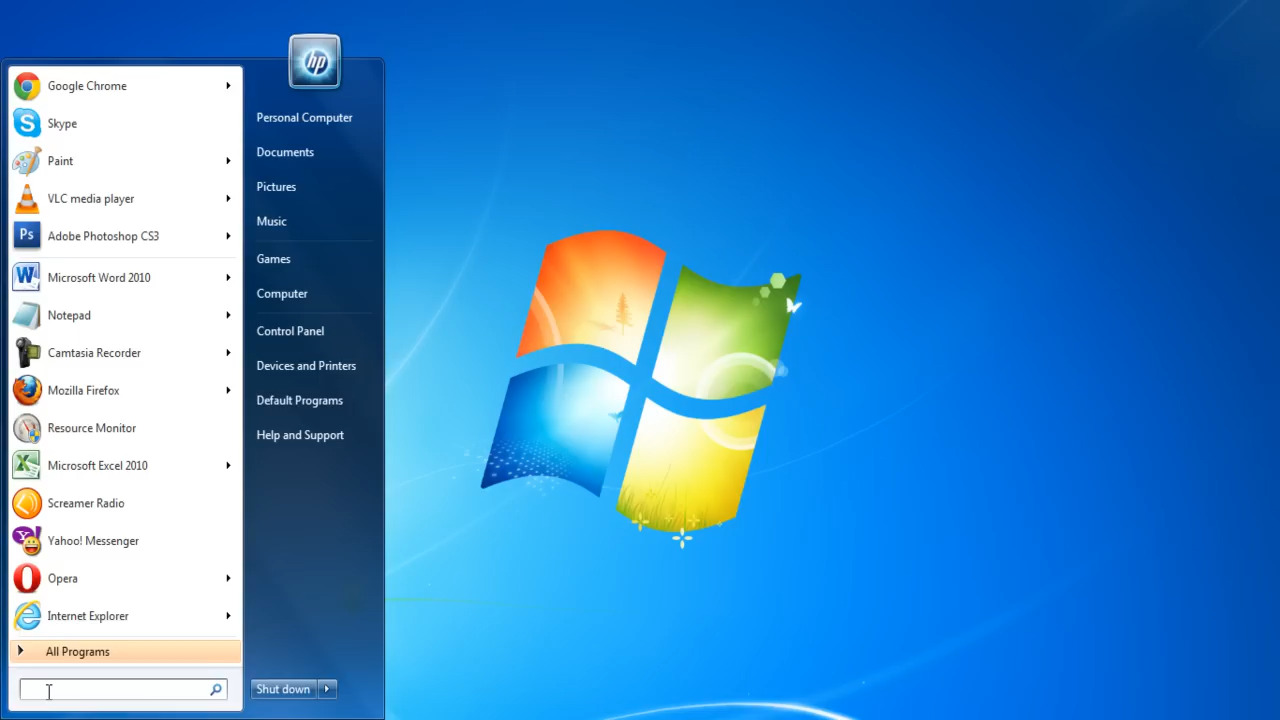 hp
Google Chrome
Skype
Paint
VLC media player
Ps
Adobe Photoshop CS3
Microsoft Word 2010
Notepad
Camtasia Recorder
Mozilla Firefox
Resource Monitor
Microsoft Excel 2010
Screamer Radio
Yahoo! Messenger
Opera
Internet Explorer
All Programs
Personal Computer
Documents
Pictures
Music
Games
Computer
Control Panel
Devices and Printers
Default Programs
Help and Support
Shut down